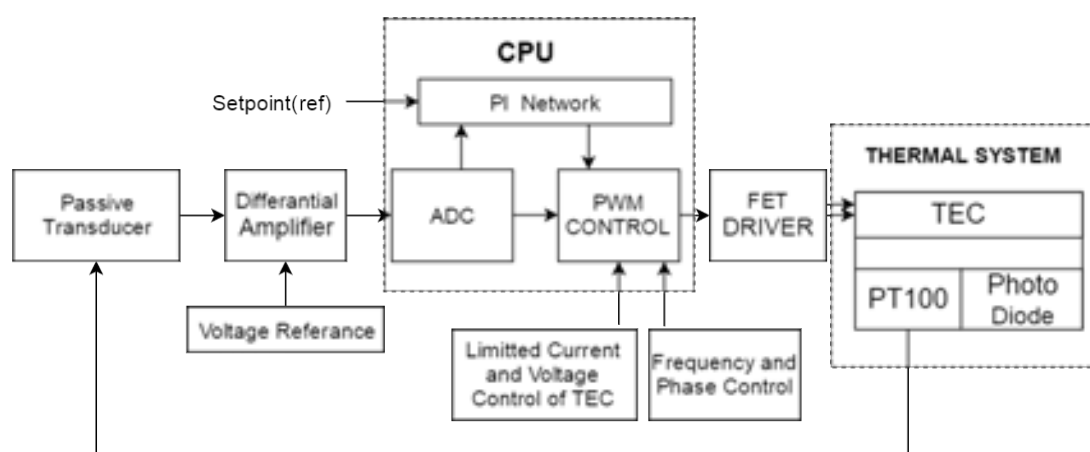 CPU
Setpoint(ref)
PI Network
THERMAL SYSTEM
Passive
Transducer
Differantial
Amplifier
ADC
PWM
CONTROL
FET
DRIVER
TEC
PT100
Photo
Diode
Voltage Referance
Limitted Current
and Voltage
Control of TEC
Frequency and
Phase Control